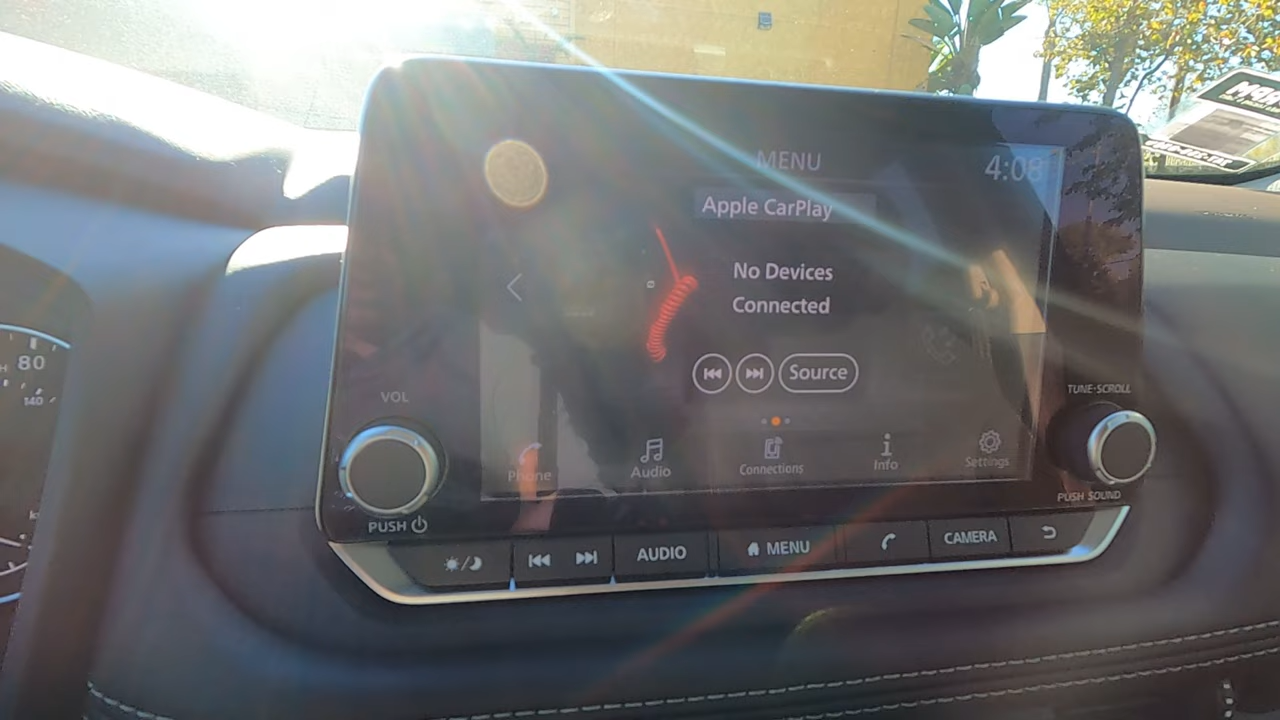 MENU
4:08
Apple CarPlay
No Devices
Connected
Source
80
140
VOL
TUNE·SCROLL
Phone
Audio
Connections
Info
Settings
PUSH
PUSH SOUND
AUDIO
MENU
CAMERA